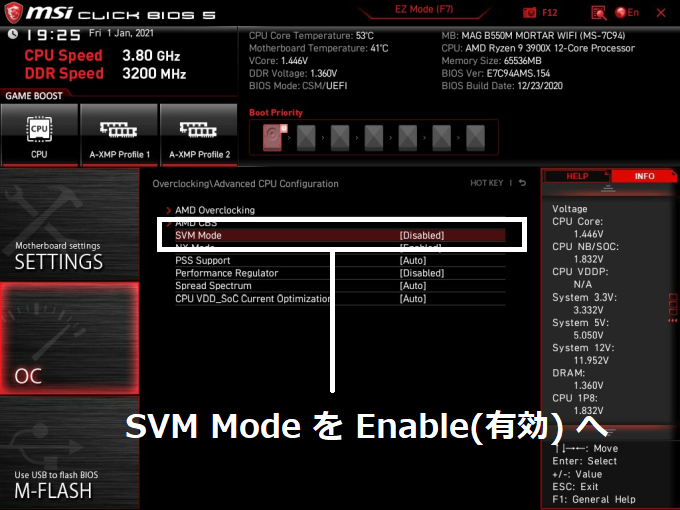 msi CLICK BIOS 5
EZ Mode (F7)
F12
En
19:25 Fri 1 Jan, 2021
CPU Speed 3.80 GHz
DDR Speed 3200 MHz
CPU Core Temperature: 53°C
Motherboard Temperature: 41°C
VCore: 1.446V
DDR Voltage: 1.360V
BIOS Mode: CSM/UEFI
MB: MAG B550M MORTAR WIFI (MS-7C94)
CPU: AMD Ryzen 9 3900X 12-Core Processor
Memory Size: 65536MB
BIOS Ver: E7C94AMS.154
BIOS Build Date: 12/23/2020
GAME BOOST
CPU
CPU
A-XMP Profile 1
A-XMP Profile 2
Boot Priority
Motherboard settings
SETTINGS
OC
Use USB to flash BIOS
M-FLASH
Overclocking\Advanced CPU Configuration
HOT KEY
AMD Overclocking
AMD CBS
SVM Mode [Disabled]
NX Mode [Enabled]
PSS Support [Auto]
Performance Regulator [Disabled]
Spread Spectrum [Auto]
CPU VDD_SoC Current Optimization [Auto]
SVM Mode を Enable(有効) へ
HELP
INFO
Voltage
CPU Core:
1.446V
CPU NB/SOC:
1.832V
CPU VDDP:
N/A
System 3.3V:
3.332V
System 5V:
5.050V
System 12V:
11.952V
DRAM:
1.360V
CPU 1P8:
1.832V
↑↓→←: Move
Enter: Select
+/-: Value
ESC: Exit
F1: General Help